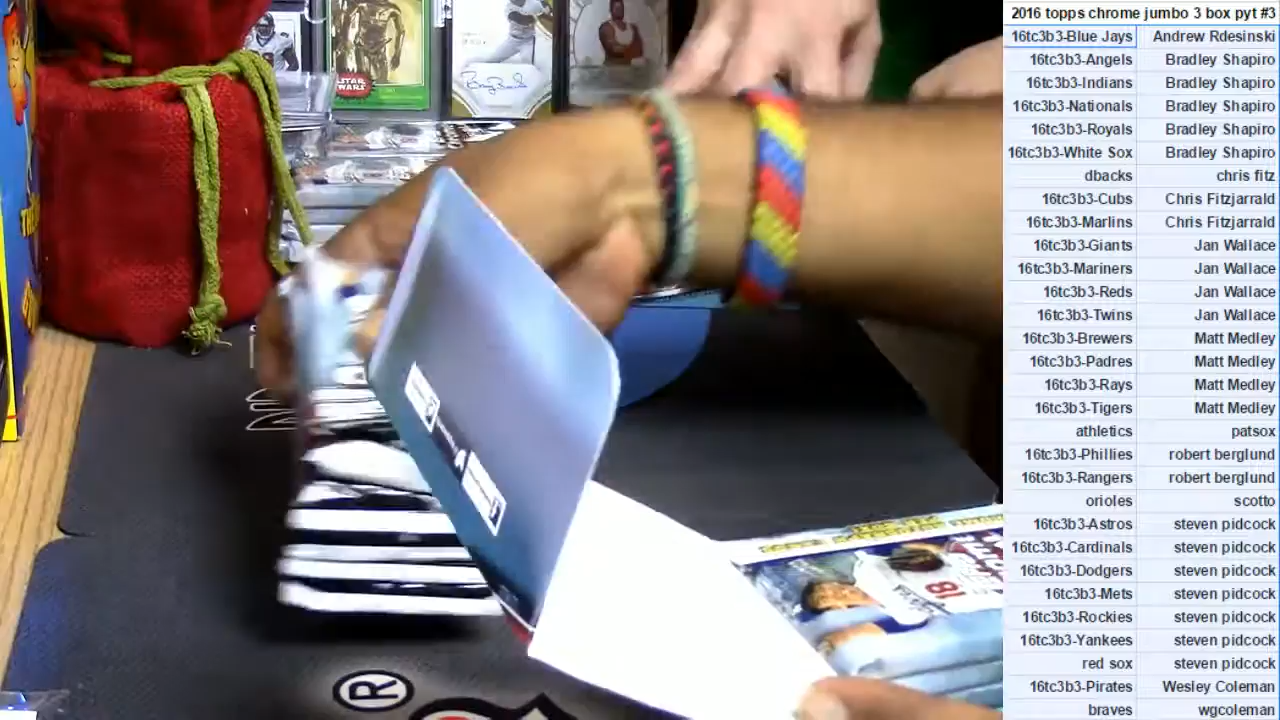 2016 topps chrome jumbo 3 box pyt #3
16tc3b3-Blue Jays Andrew Rdesinski
16tc3b3-Angels Bradley Shapiro
16tc3b3-Indians Bradley Shapiro
16tc3b3-Nationals Bradley Shapiro
16tc3b3-Royals Bradley Shapiro
16tc3b3-White Sox Bradley Shapiro
dbacks chris fitz
16tc3b3-Cubs Chris Fitzjarrald
16tc3b3-Marlins Chris Fitzjarrald
16tc3b3-Giants Jan Wallace
16tc3b3-Mariners Jan Wallace
16tc3b3-Reds Jan Wallace
16tc3b3-Twins Jan Wallace
16tc3b3-Brewers Matt Medley
16tc3b3-Padres Matt Medley
16tc3b3-Rays Matt Medley
16tc3b3-Tigers Matt Medley
athletics patsox
16tc3b3-Phillies robert berglund
16tc3b3-Rangers robert berglund
orioles scotto
16tc3b3-Astros steven pidcock
16tc3b3-Cardinals steven pidcock
16tc3b3-Dodgers steven pidcock
16tc3b3-Mets steven pidcock
16tc3b3-Rockies steven pidcock
16tc3b3-Yankees steven pidcock
red sox steven pidcock
16tc3b3-Pirates Wesley Coleman
braves wgcoleman
STAR
WARS
18
®